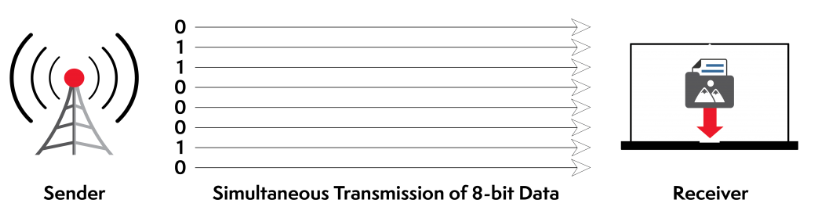 0
1
1
0
0
0
1
0
Sender
Simultaneous Transmission of 8-bit Data
Receiver